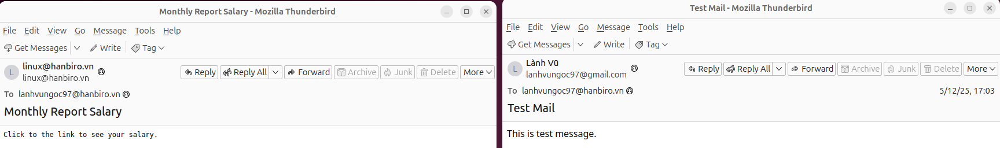 Monthly Report Salary - Mozilla Thunderbird
File Edit View Go Message Tools Help
Get Messages Write Tag
L
linux@hanbiro.vn
linux@hanbiro.vn
Reply Reply All Forward Archive Junk Delete More
To lanhvungoc97@hanbiro.vn
Monthly Report Salary
Click to the link to see your salary.
Test Mail - Mozilla Thunderbird
File Edit View Go Message Tools Help
Get Messages Write Tag
L
Lành Vũ
lanhvungoc97@gmail.com
Reply Reply All Forward Archive Junk Delete More
To lanhvungoc97@hanbiro.vn 5/12/25, 17:03
Test Mail
This is test message.